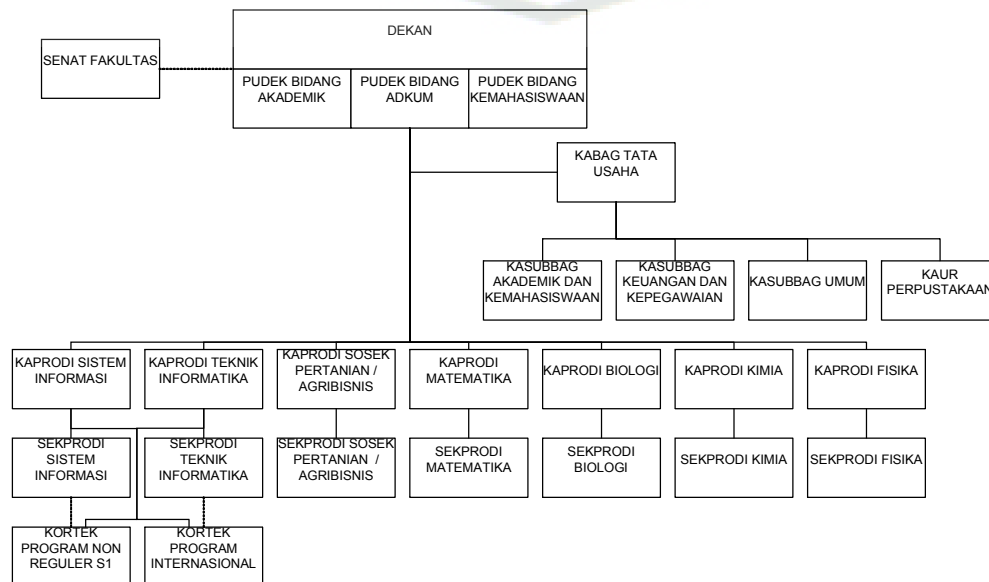 DEKAN
SENAT FAKULTAS
PUDEK BIDANG
AKADEMIK
PUDEK BIDANG
ADKUM
PUDEK BIDANG
KEMAHASISWAAN
KABAG TATA
USAHA
KASUBBAG
AKADEMIK DAN
KEMAHASISWAAN
KASUBBAG
KEUANGAN DAN
KEPEGAWAIAN
KASUBBAG UMUM
KAUR
PERPUSTAKAAN
KAPRODI SISTEM
INFORMASI
KAPRODI TEKNIK
INFORMATIKA
KAPRODI SOSEK
PERTANIAN /
AGRIBISNIS
KAPRODI
MATEMATIKA
KAPRODI BIOLOGI
KAPRODI KIMIA
KAPRODI FISIKA
SEKPRODI
SISTEM
INFORMASI
SEKPRODI
TEKNIK
INFORMATIKA
SEKPRODI SOSEK
PERTANIAN /
AGRIBISNIS
SEKPRODI
MATEMATIKA
SEKPRODI
BIOLOGI
SEKPRODI KIMIA
SEKPRODI FISIKA
KORTEK
PROGRAM NON
REGULER S1
KORTEK
PROGRAM
INTERNASIONAL